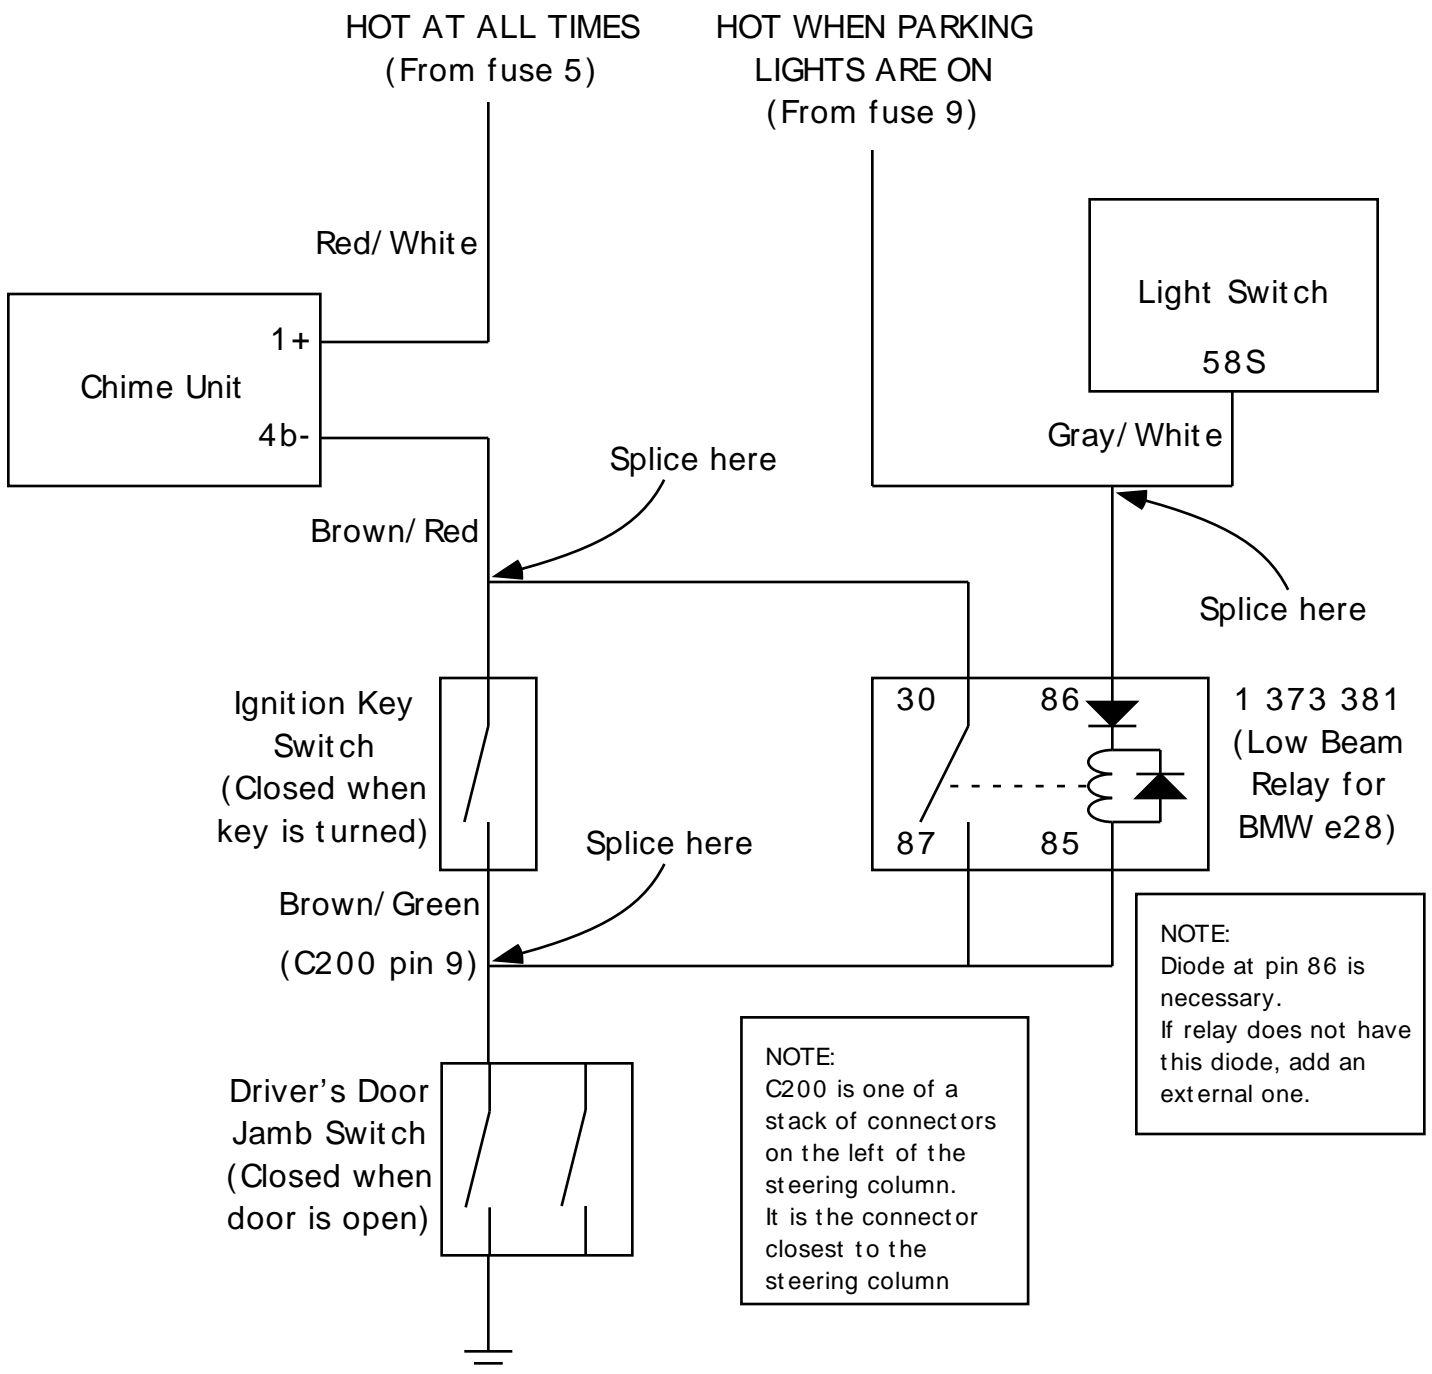 HOT AT ALL TIMES
(From fuse 5)
HOT WHEN PARKING
LIGHTS ARE ON
(From fuse 9)
Red/White
Light Switch
58S
1+
Chime Unit
4b-
Gray/White
Splice here
Brown/Red
Splice here
Ignition Key
Switch
(Closed when
key is turned)
30
86
87
85
1 373 381
(Low Beam
Relay for
BMW e28)
Splice here
Brown/Green
(C200 pin 9)
NOTE:
Diode at pin 86 is
necessary.
If relay does not have
this diode, add an
external one.
NOTE:
C200 is one of a
stack of connectors
on the left of the
steering column.
It is the connector
closest to the
steering column
Driver's Door
Jamb Switch
(Closed when
door is open)